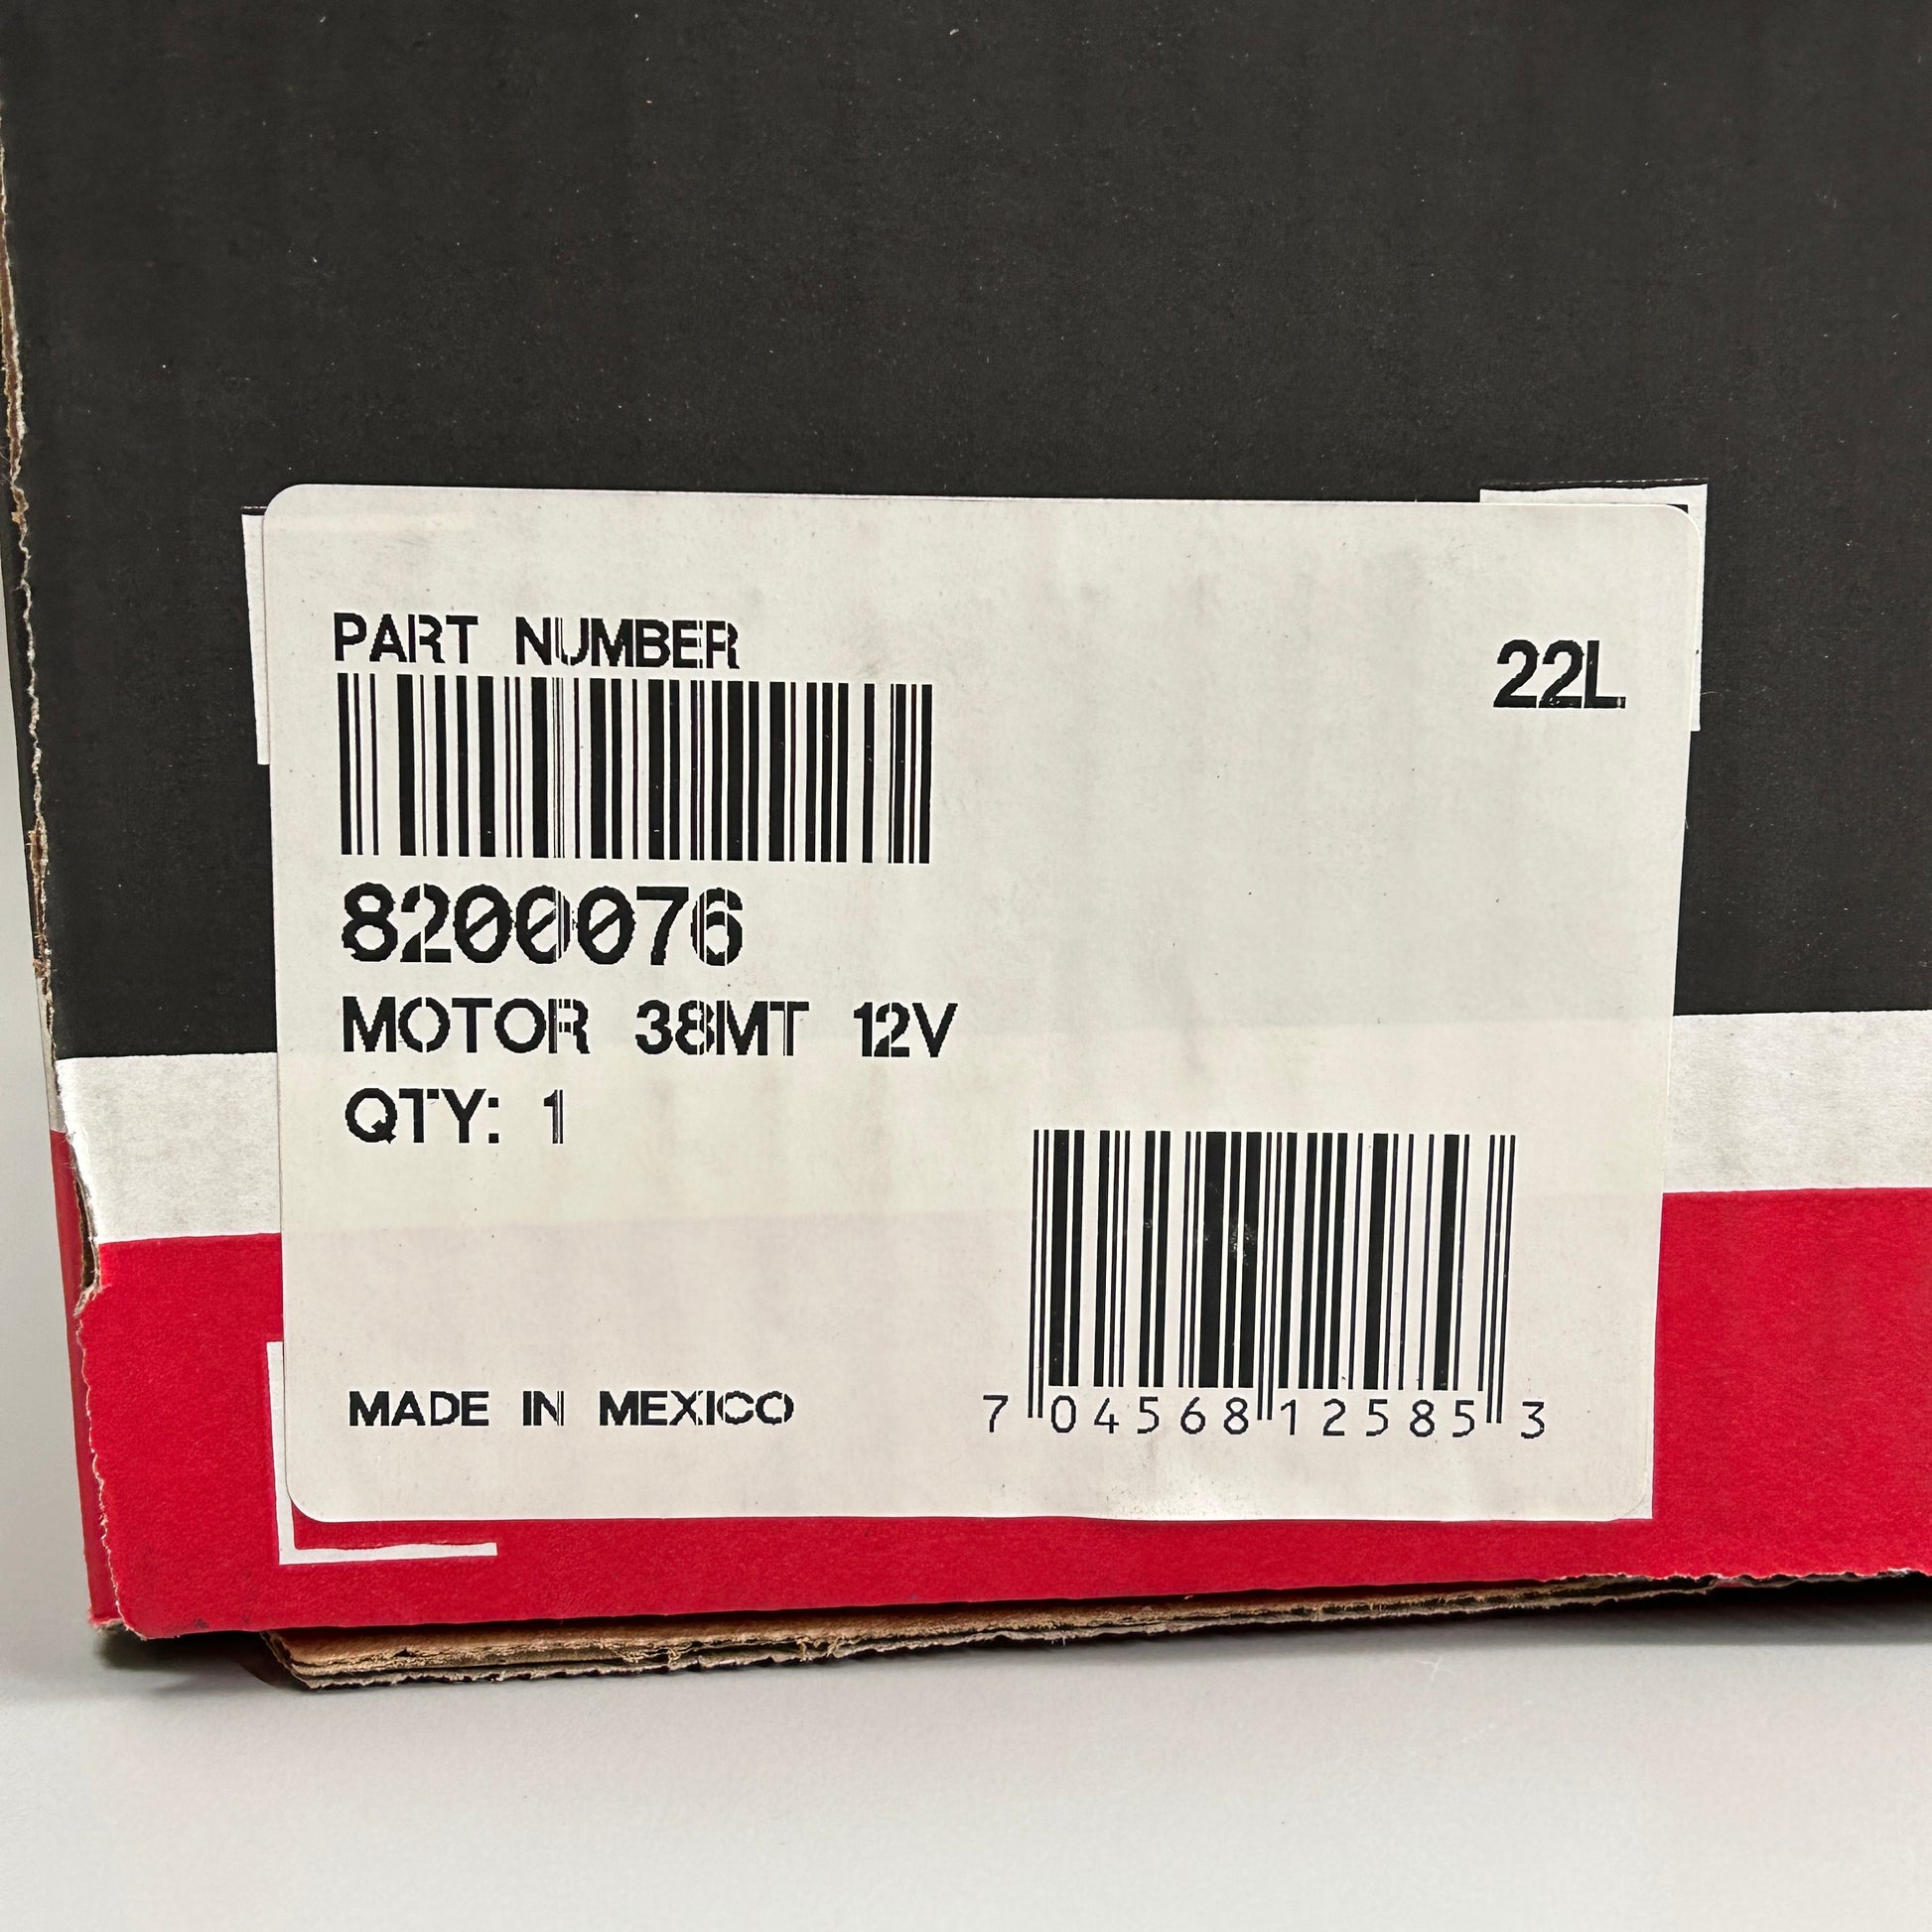 PART NUMBER
22L
8200076
MOTOR 38MT 12V
QTY: 1
MADE IN MEXICO
7 04568 12585 3